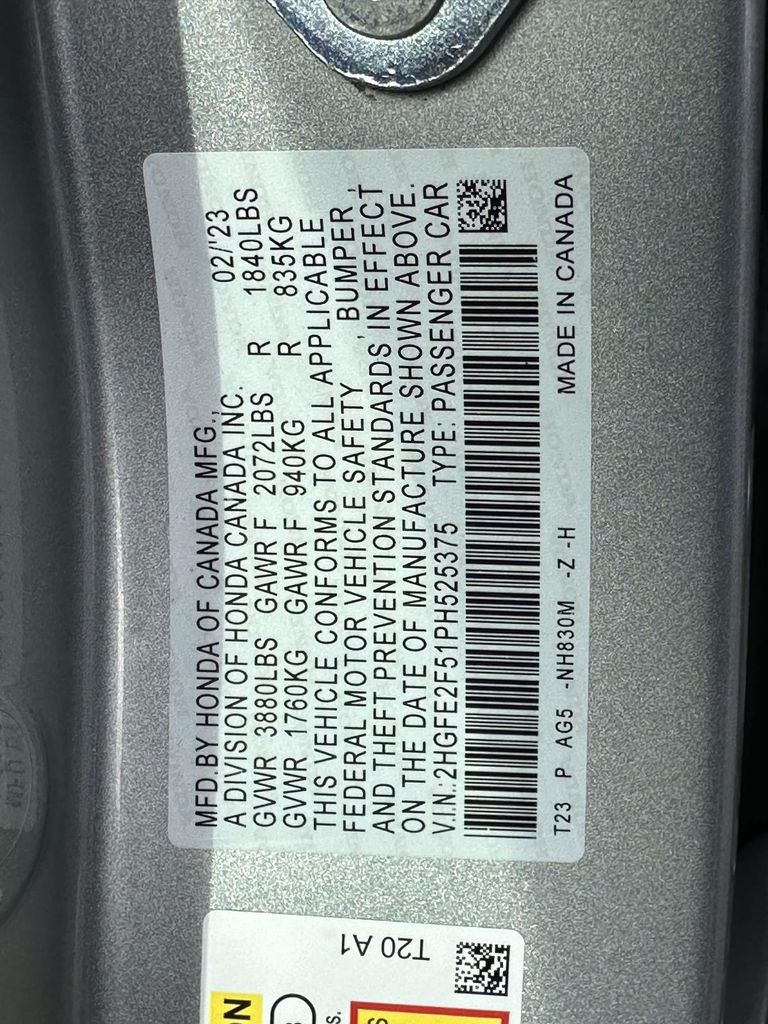 MFD.BY HONDA OF CANADA MFG., 02/'23
A DIVISION OF HONDA CANADA INC.
GVWR 3880LBS GAWR F 2072LBS R 1840LBS
GVWR 1760KG GAWR F 940KG R 835KG
THIS VEHICLE CONFORMS TO ALL APPLICABLE
FEDERAL MOTOR VEHICLE SAFETY , BUMPER ,
AND THEFT PREVENTION STANDARDS IN EFFECT
ON THE DATE OF MANUFACTURE SHOWN ABOVE.
V.I.N.:2HGFE2F51PH525375 TYPE: PASSENGER CAR
T23 P AG5 -NH830M -Z -H MADE IN CANADA
T20 A1